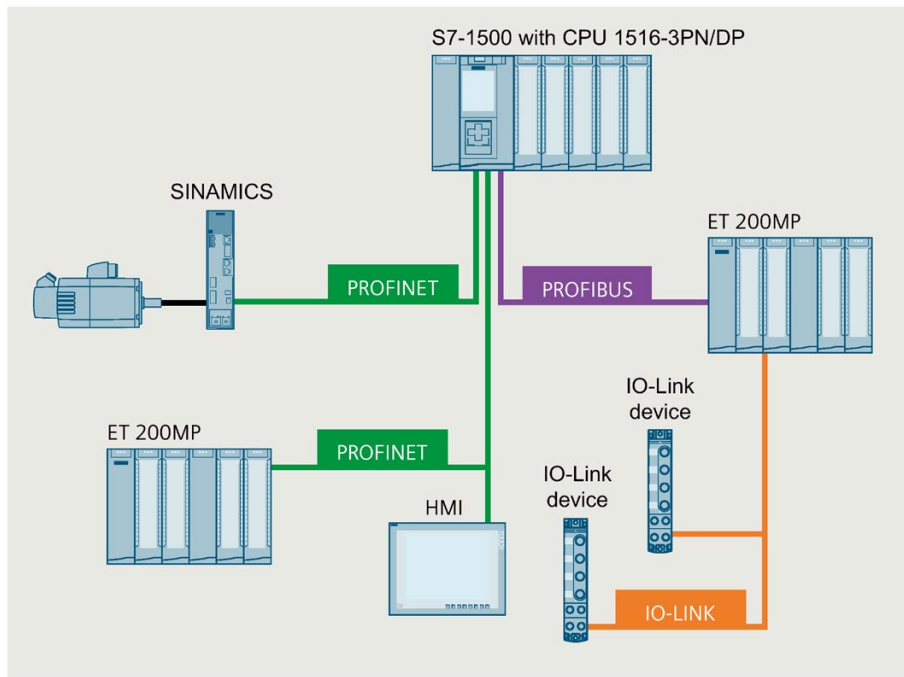 S7-1500 with CPU 1516-3PN/DP
SINAMICS
ET 200MP
PROFINET
PROFIBUS
IO-Link
device
ET 200MP
PROFINET
IO-Link
device
HMI
IO-LINK